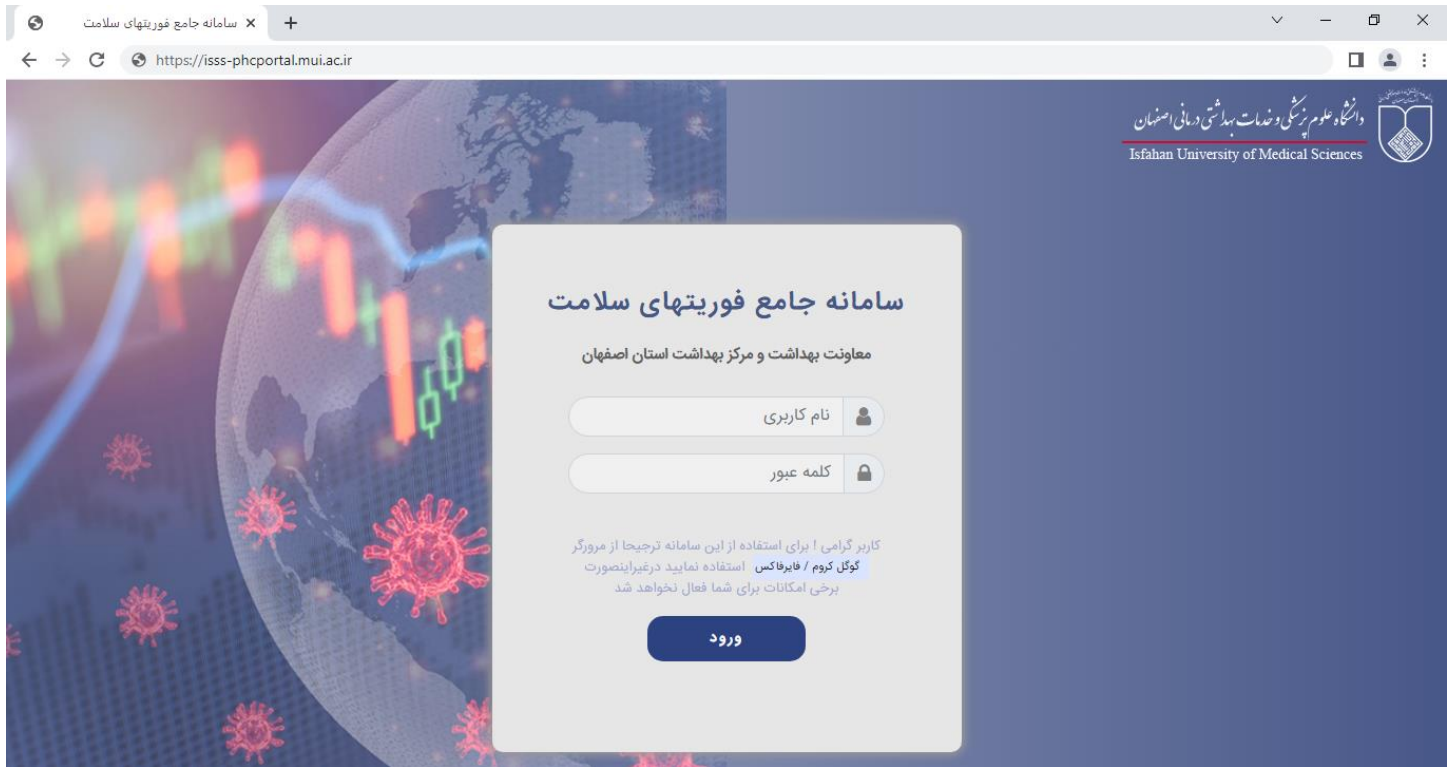 سامانه جامع فوریتهای سلامت
https://isss-phcportal.mui.ac.ir
دانشگاه علوم پزشکی و خدمات بهداشتی درمانی اصفهان
Isfahan University of Medical Sciences
سامانه جامع فوریتهای سلامت
معاونت بهداشت و مرکز بهداشت استان اصفهان
نام کاربری
کلمه عبور
کاربر گرامی ! برای استفاده از این سامانه ترجیحا از مرورگر
گوگل کروم / فایرفاکس استفاده نمایید درغیراینصورت
برخی امکانات برای شما فعال نخواهد شد
ورود